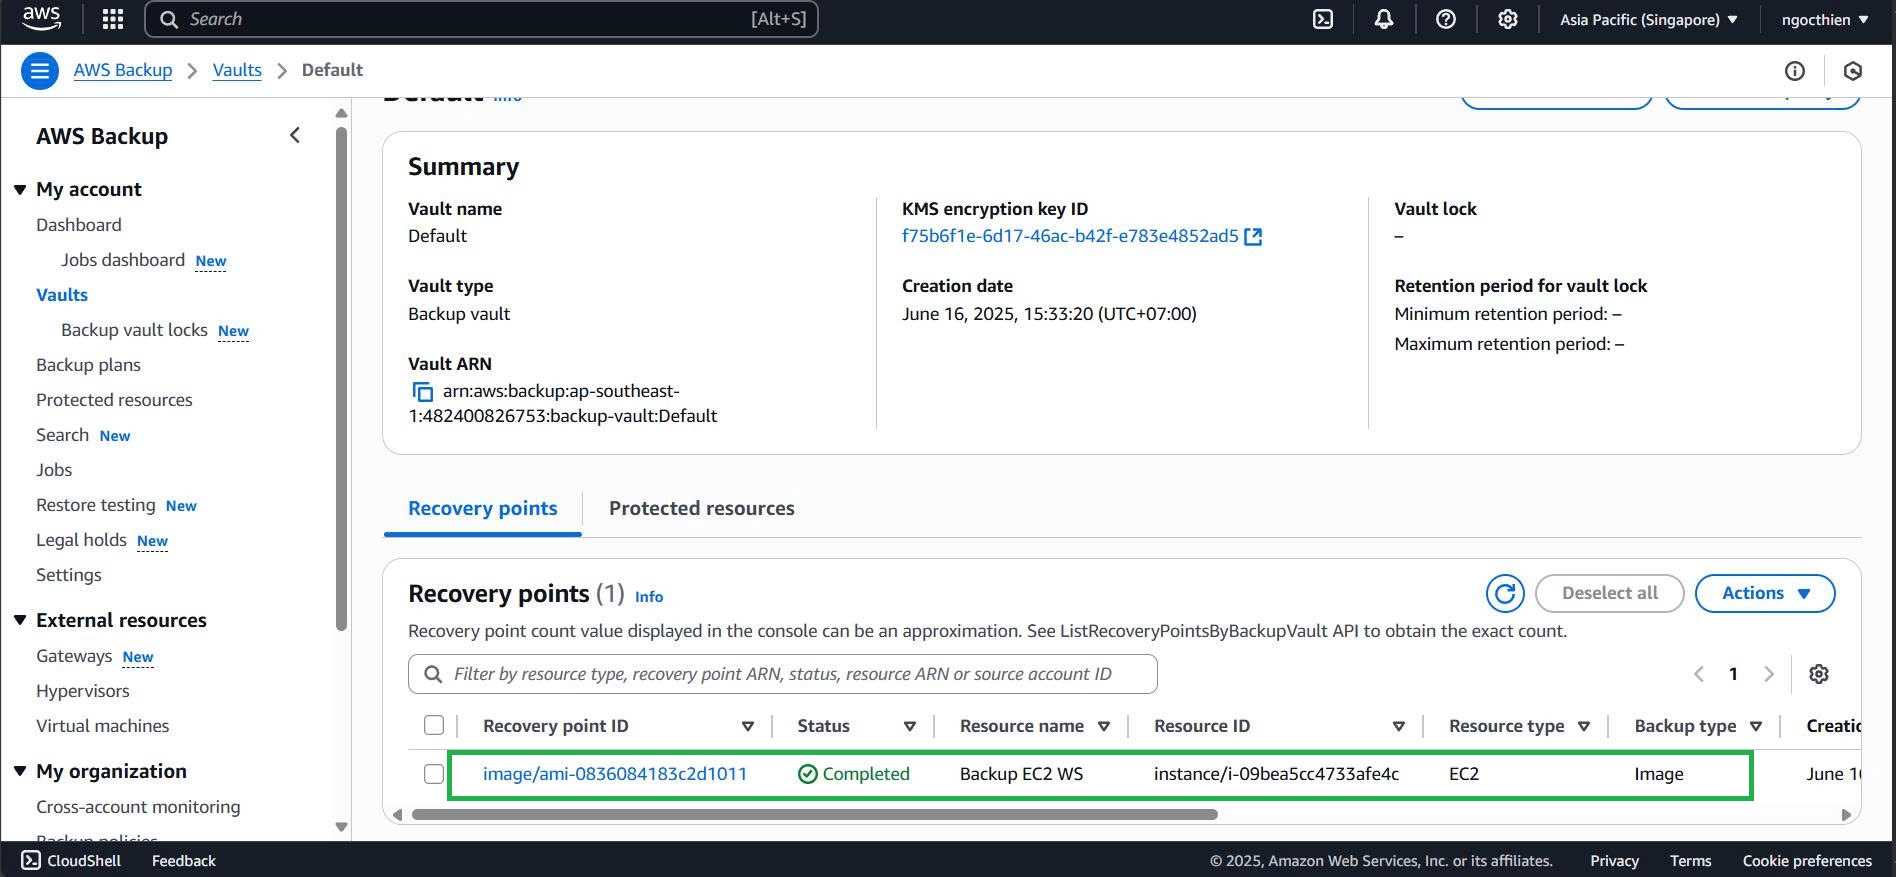 aws
Search [Alt+S]
Asia Pacific (Singapore)
ngocthien
AWS Backup
Vaults
Default
Default Info
AWS Backup
My account
Dashboard
Jobs dashboard New
Vaults
Backup vault locks New
Backup plans
Protected resources
Search New
Jobs
Restore testing New
Legal holds New
Settings
External resources
Gateways New
Hypervisors
Virtual machines
My organization
Cross-account monitoring
Backup policies
Summary
Vault name
Default
Vault type
Backup vault
Vault ARN
arn:aws:backup:ap-southeast-
1:482400826753:backup-vault:Default
KMS encryption key ID
f75b6f1e-6d17-46ac-b42f-e783e4852ad5
Creation date
June 16, 2025, 15:33:20 (UTC+07:00)
Vault lock
–
Retention period for vault lock
Minimum retention period: –
Maximum retention period: –
Recovery points
Protected resources
Recovery points (1) Info
Deselect all
Actions
Recovery point count value displayed in the console can be an approximation. See ListRecoveryPointsByBackupVault API to obtain the exact count.
Filter by resource type, recovery point ARN, status, resource ARN or source account ID
1
Recovery point ID Status Resource name Resource ID Resource type Backup type Creatio
image/ami-0836084183c2d1011 Completed Backup EC2 WS instance/i-09bea5cc4733afe4c EC2 Image June 16
CloudShell Feedback © 2025, Amazon Web Services, Inc. or its affiliates. Privacy Terms Cookie preferences